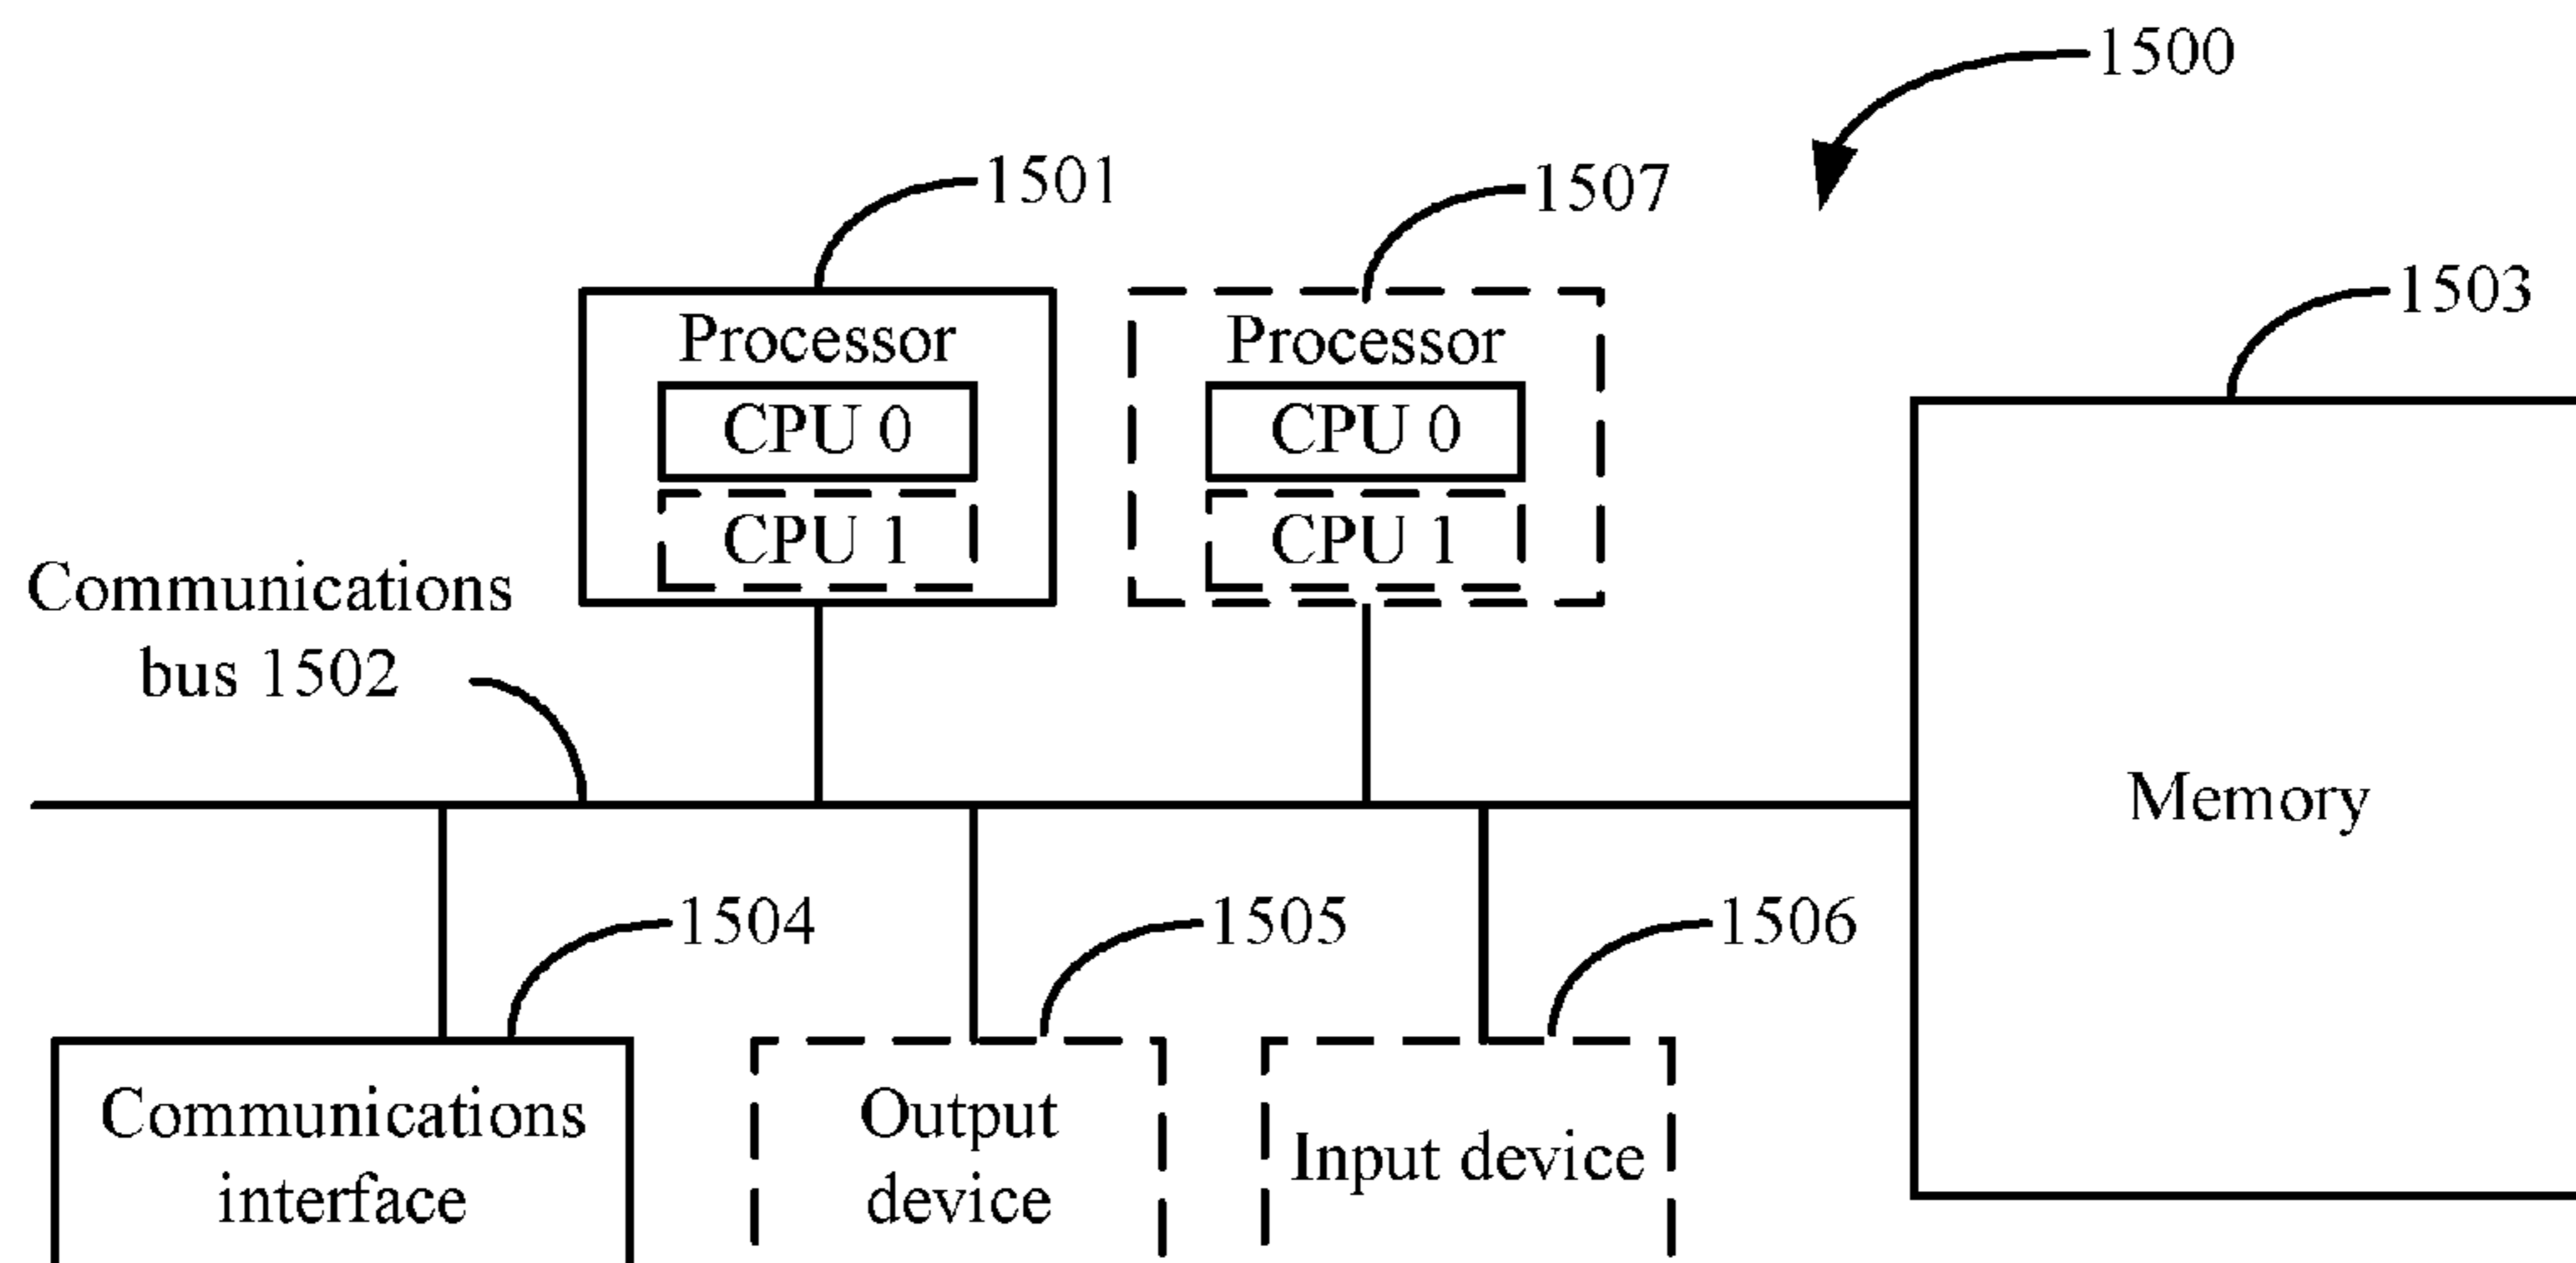 1500
1501
1507
1503
Processor
CPU 0
CPU 1
Processor
CPU 0
CPU 1
Communications
bus 1502
Memory
1504
1505
1506
Communications
interface
Output
device
Input device